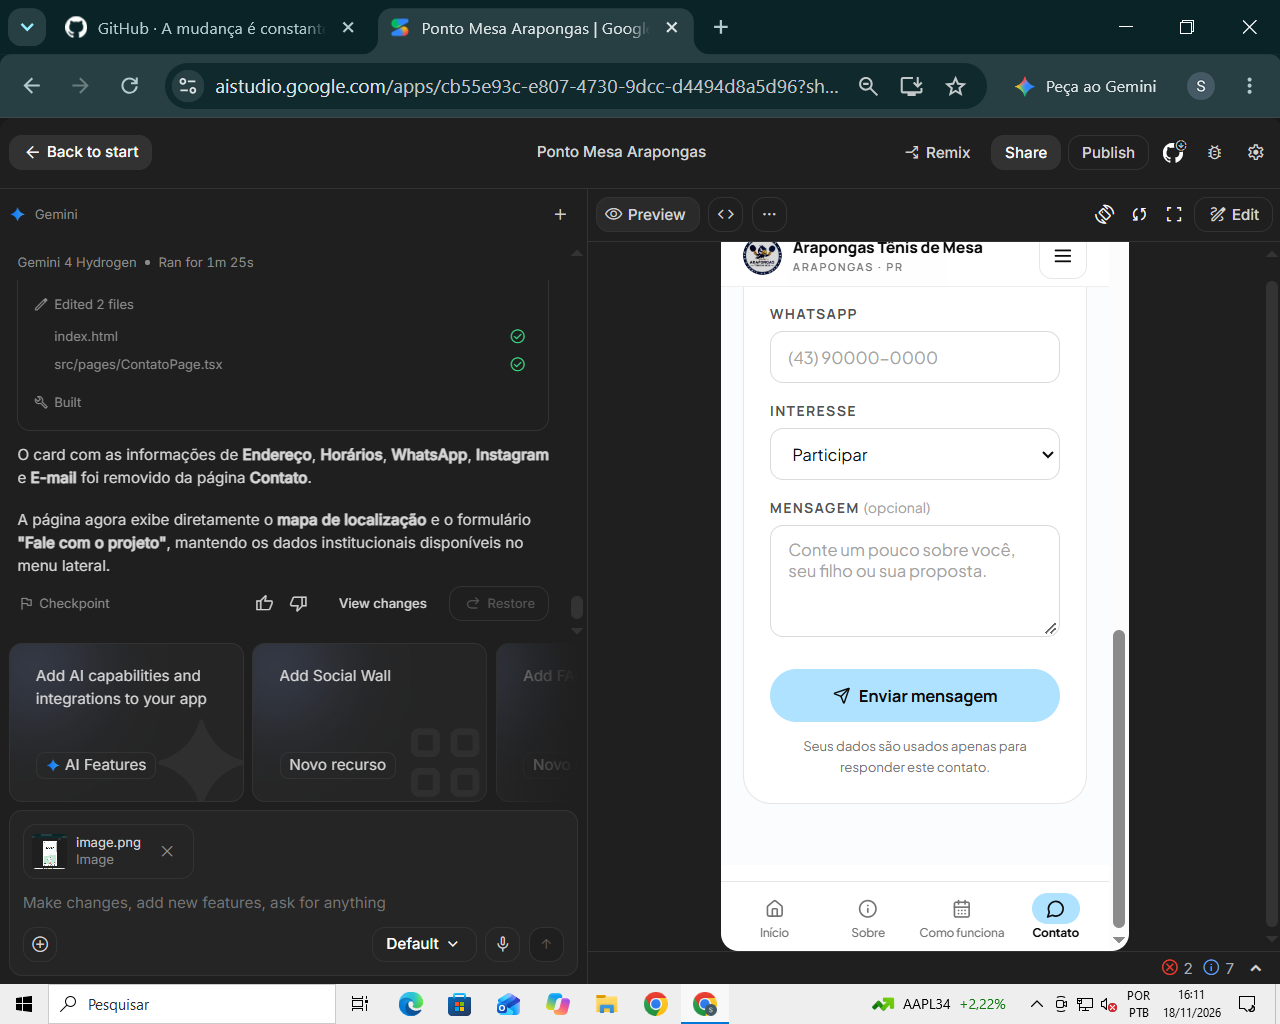 GitHub · A mudança é constante
Ponto Mesa Arapongas | Google
aistudio.google.com/apps/cb55e93c-e807-4730-9dcc-d4494d8a5d96?sh...
Peça ao Gemini
S
Back to start
Ponto Mesa Arapongas
Remix
Share
Publish
Gemini
Preview
Edit
Gemini 4 Hydrogen • Ran for 1m 25s
Edited 2 files
index.html
src/pages/ContatoPage.tsx
Built
O card com as informações de Endereço, Horários, WhatsApp, Instagram
e E-mail foi removido da página Contato.
A página agora exibe diretamente o mapa de localização e o formulário
"Fale com o projeto", mantendo os dados institucionais disponíveis no
menu lateral.
Checkpoint
View changes
Restore
Add AI capabilities and
integrations to your app
AI Features
Add Social Wall
Novo recurso
Add FA
Novo
image.png
Image
Make changes, add new features, ask for anything
Default
Arapongas Tênis de Mesa
ARAPONGAS · PR
WHATSAPP
(43) 90000-0000
INTERESSE
Participar
MENSAGEM (opcional)
Conte um pouco sobre você,
seu filho ou sua proposta.
Enviar mensagem
Seus dados são usados apenas para
responder este contato.
Início
Sobre
Como funciona
Contato
2
7
Pesquisar
AAPL34 +2,22%
POR
PTB
16:11
18/11/2026